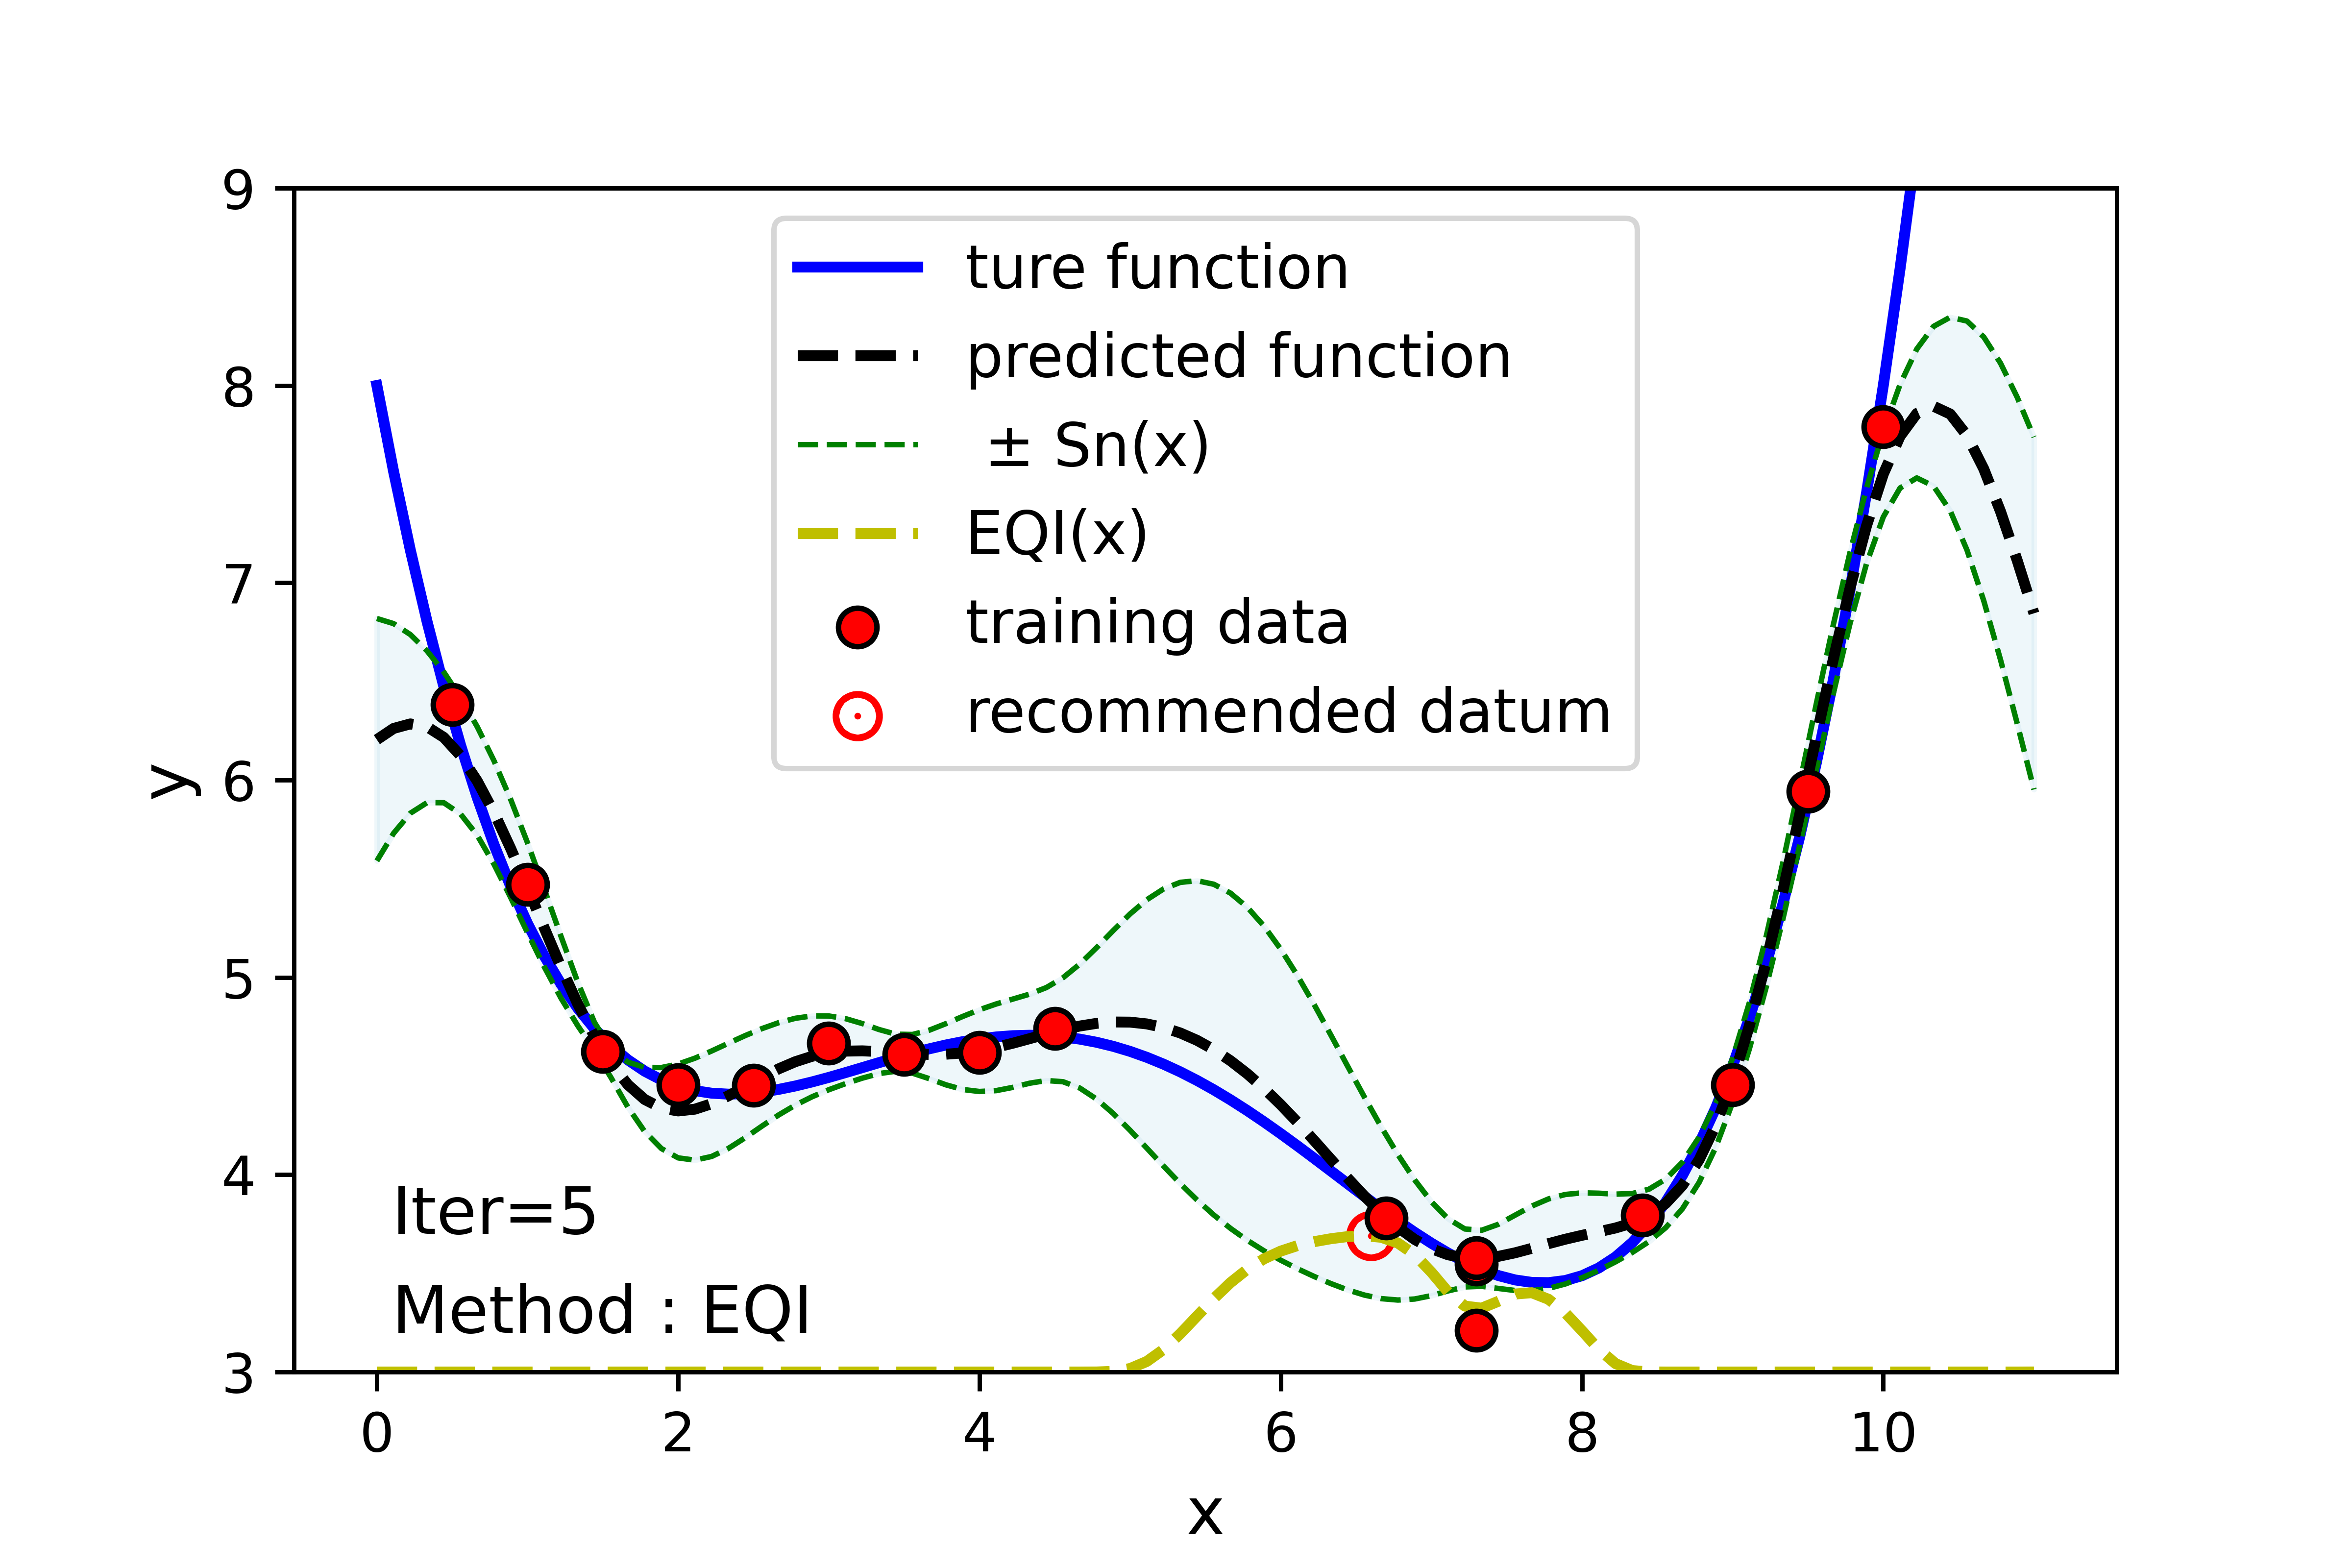 9
8
7
6
5
4
3
y
ture function
predicted function
± Sn(x)
EQI(x)
training data
recommended datum
Iter=5
Method : EQI
0 2 4 6 8 10
x